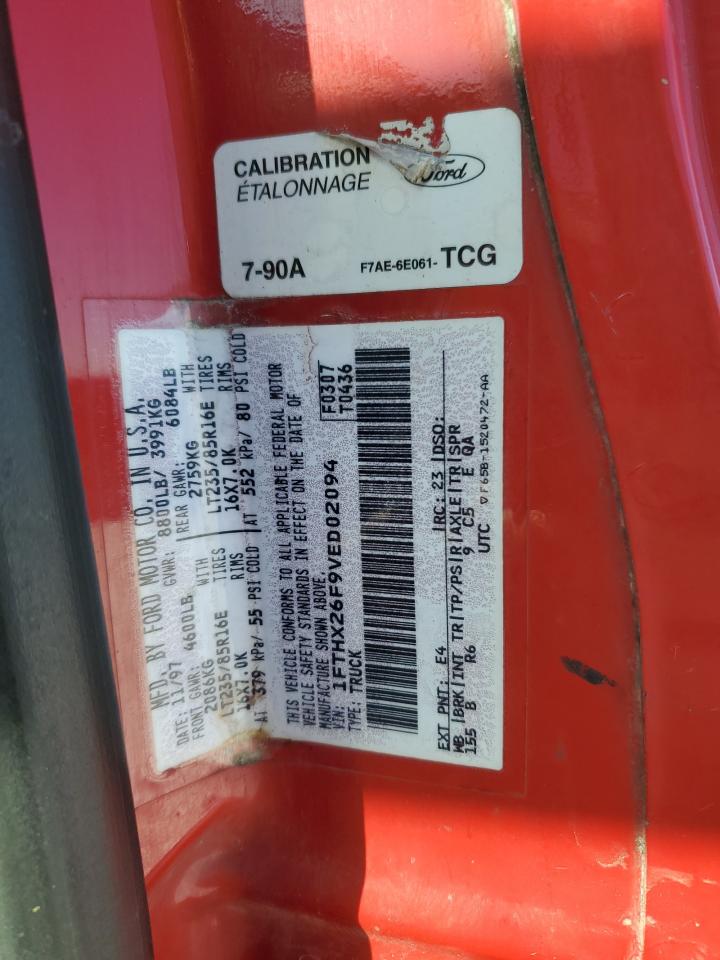 CALIBRATION
ÉTALONNAGE
Ford
7-90A
F7AE-6E061- TCG
MFD. BY FORD MOTOR CO. IN U.S.A.
DATE: 11/97 GVWR: 8800LB/ 3991KG
FRONT GAWR: 4600LB REAR GAWR: 6084LB
2086KG WITH 2759KG WITH
LT235/85R16E TIRES LT235/85R16E TIRES
16X7.0K RIMS 16X7.0K RIMS
AT 379 kPa/ 55 PSI COLD AT 552 kPa/ 80 PSI COLD
THIS VEHICLE CONFORMS TO ALL APPLICABLE FEDERAL MOTOR
VEHICLE SAFETY STANDARDS IN EFFECT ON THE DATE OF
MANUFACTURE SHOWN ABOVE.
VIN: 1FTHX26F9VED02094 F0307
TYPE: TRUCK T0436
EXT PNT: E4 RC: 23 DSO:
WB BRK INT TR TP/PS R AXLE TR SPR
155 B R6 9 C5 E QA
UTC
▽F65B-1520472-AA